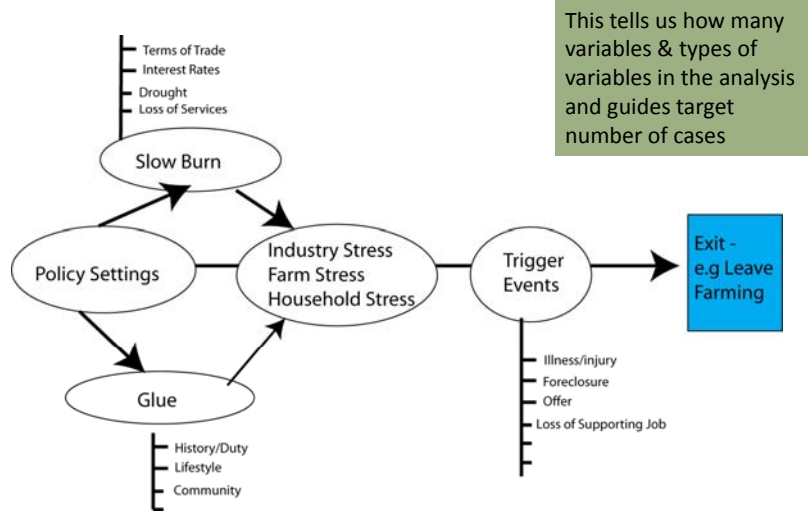 This tells us how many
variables & types of
variables in the analysis
and guides target
number of cases
Terms of Trade
Interest Rates
Drought
Loss of Services
Slow Burn
Policy Settings
Industry Stress
Farm Stress
Household Stress
Trigger
Events
Exit -
e.g Leave
Farming
Glue
History/Duty
Lifestyle
Community
Illness/injury
Foreclosure
Offer
Loss of Supporting Job